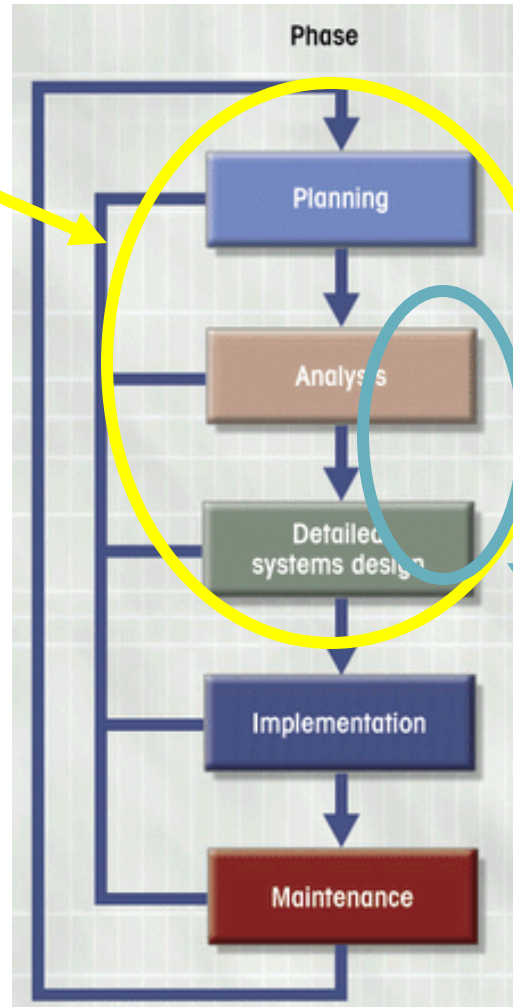 Phase
Planning
Analysis
Detailed
systems design
Implementation
Maintenance